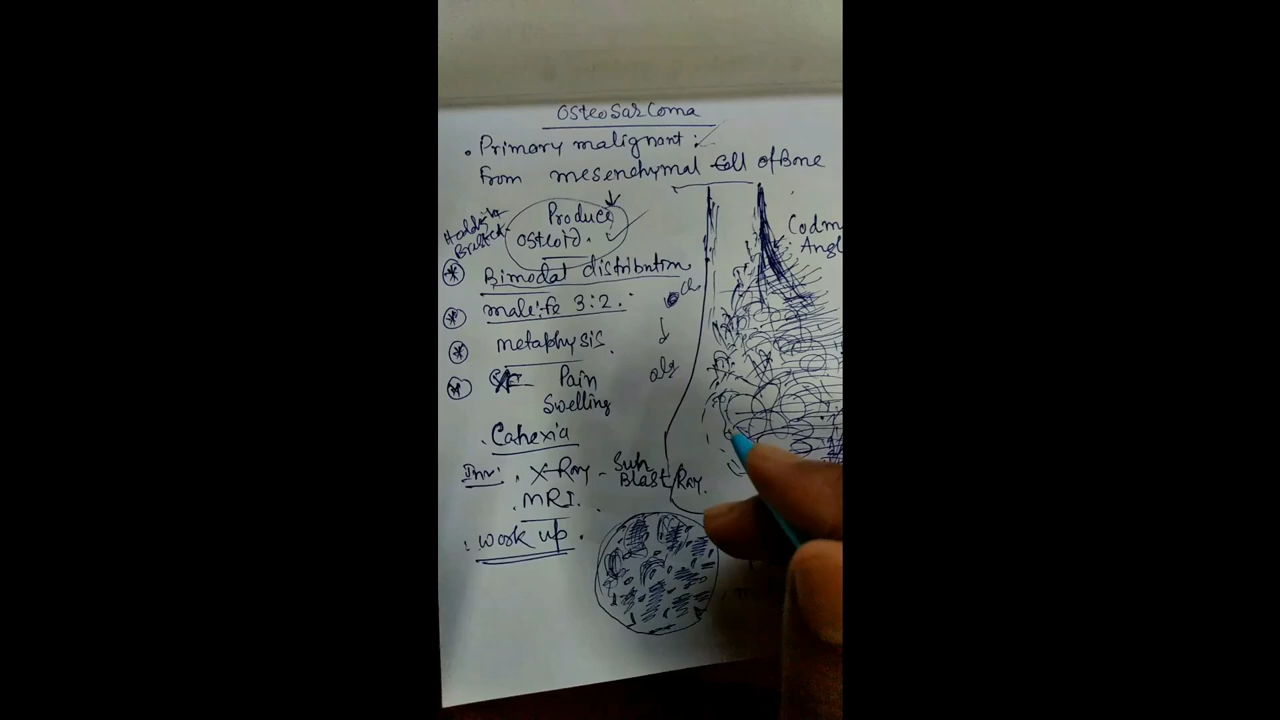 OsteoSarcoma
• Primary malignant :
From mesenchymal Cell of Bone
Produce
osteoid.
Codm
Angl
Bimodal distribution
male:fe 3:2.
metaphysis.
Pain
Swelling
. Cahexia
Inv: . X-Ray - Sun
Blast/Ray.
. MRI.
: work up .